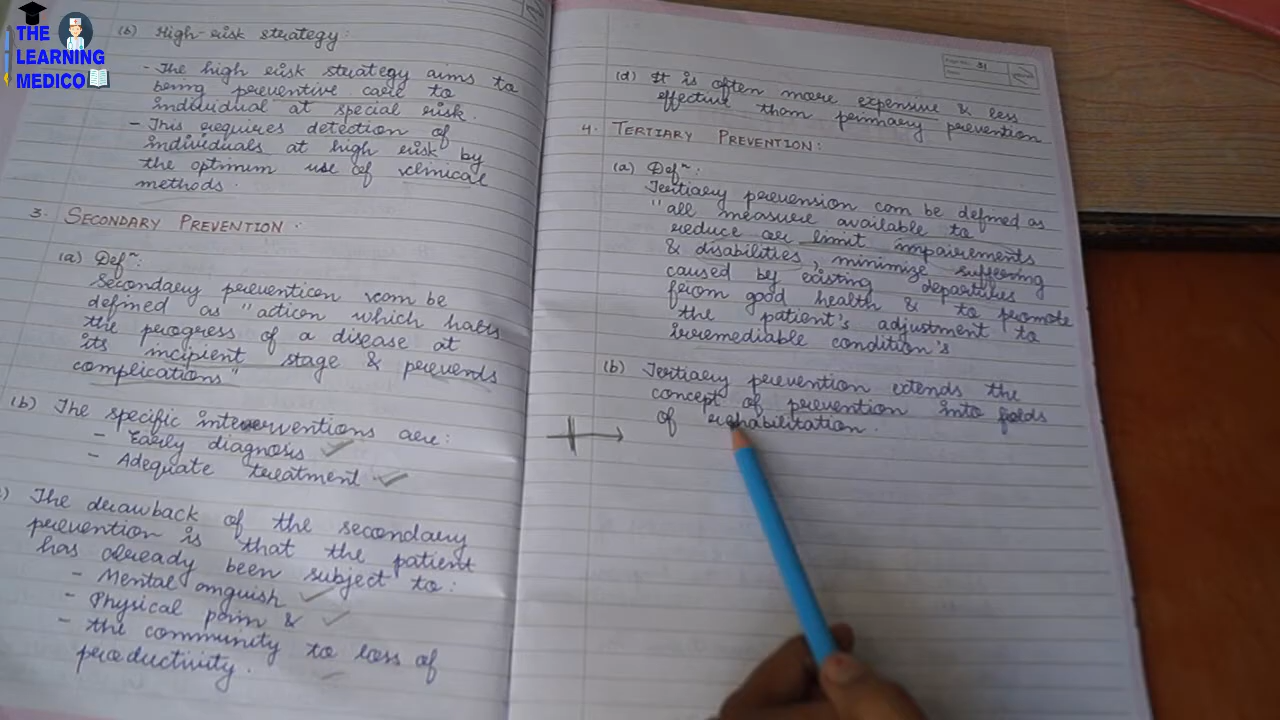 THE
LEARNING
MEDICO
(b) High-risk strategy:
- The high risk strategy aims to
being preventive care to
individual at special risk.
- This requires detection of
individuals at high risk by
the optimum use of clinical
methods.
3. SECONDARY PREVENTION:
(a) Defn:
Secondary prevention can be
defined as "action which halts
the progress of a disease at
its incipient stage & prevents
complications"
(b) The specific interventions are:
- Early diagnosis
- Adequate treatment
) The drawback of the secondary
prevention is that the patient
has already been subject to:
- Mental anguish
- Physical pain &
- the community to loss of
productivity.
31
(d) It is often more expensive & less
effective than primary prevention
4. TERTIARY PREVENTION:
(a) Defn:
Tertiary prevension can be defined as
"all measure available to
reduce or limit impairements
& disabilities, minimize suffering
caused by existing departures
from good health & to promote
the patient's adjustment to
irremediable condition's
(b) Tertiary prevention extends the
concept of prevention into fields
of rehabilitation.